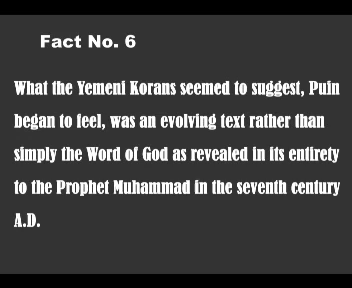 Fact No. 6
What the Yemeni Korans seemed to suggest, Puin
began to feel, was an evolving text rather than
simply the Word of God as revealed in its entirety
to the Prophet Muhammad in the seventh century
A.D.